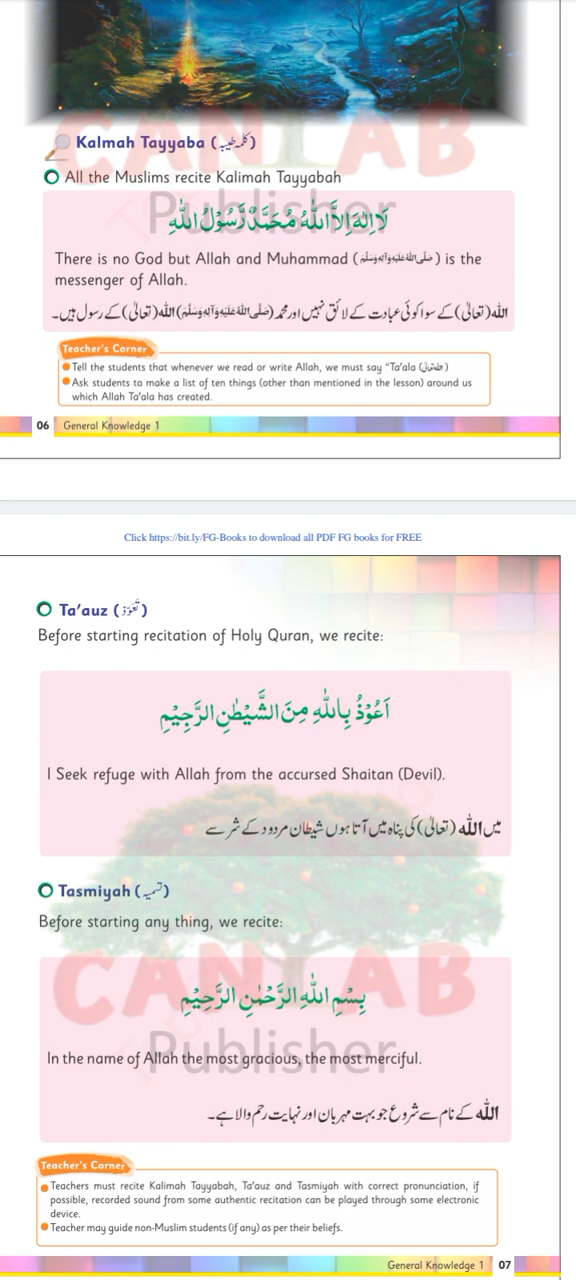 Kalmah Tayyaba (کلمہ طیبہ)
All the Muslims recite Kalimah Tayyabah
لَا اِلٰهَ اِلَّا اللّٰهُ مُحَمَّدٌ رَّسُوْلُ اللّٰهِ
There is no God but Allah and Muhammad (صَلَّى اللّٰهُ عَلَيْهِ وَآلِهٖ وَسَلَّمَ) is the
messenger of Allah.
اللہ (تعالیٰ) کے سوا کوئی عبادت کے لائق نہیں اور محمد (صَلَّى اللّٰهُ عَلَيْهِ وَآلِهٖ وَسَلَّمَ) اللہ (تعالیٰ) کے رسول ہیں۔
Teacher's Corner
Tell the students that whenever we read or write Allah, we must say "Ta'ala (اللہ تعالیٰ)
Ask students to make a list of ten things (other than mentioned in the lesson) around us
which Allah Ta'ala has created.
06 General Knowledge 1
CANTAB
Publisher
Click https://bit.ly/FG-Books to download all PDF FG books for FREE
Ta'auz (تَعَوُّذ)
Before starting recitation of Holy Quran, we recite:
اَعُوْذُ بِاللّٰهِ مِنَ الشَّيْطٰنِ الرَّجِيْمِ
I Seek refuge with Allah from the accursed Shaitan (Devil).
میں اللہ (تعالیٰ) کی پناہ میں آتا ہوں شیطان مردود کے شر سے
Tasmiyah (تسمیہ)
Before starting any thing, we recite:
بِسْمِ اللّٰهِ الرَّحْمٰنِ الرَّحِيْمِ
In the name of Allah the most gracious, the most merciful.
اللہ کے نام سے شروع جو بہت مہربان اور نہایت رحم والا ہے۔
CANTAB
Publisher
Teacher's Corner
Teachers must recite Kalimah Tayyabah, Ta'auz and Tasmiyah with correct pronunciation, if
possible, recorded sound from some authentic recitation can be played through some electronic
device.
Teacher may guide non-Muslim students (if any) as per their beliefs.
General Knowledge 1 07